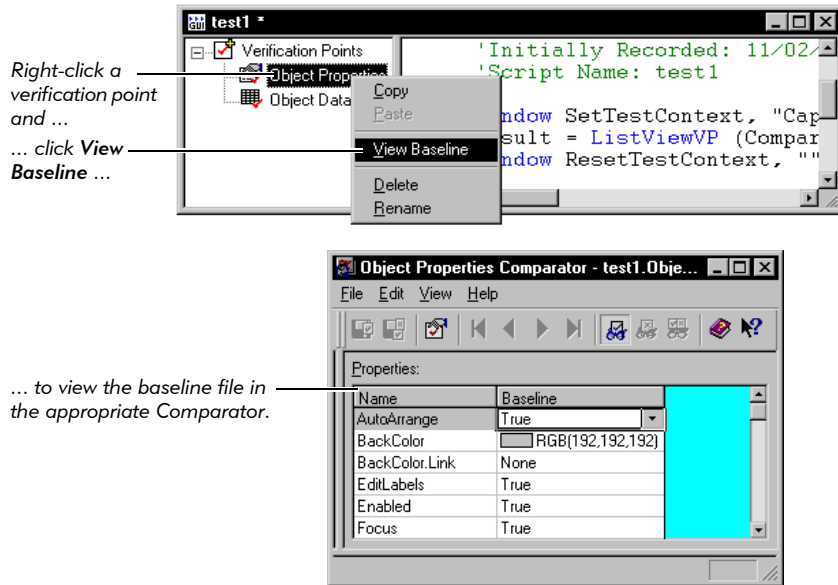 test1 *
Verification Points
Object Properties
Object Data
'Initially Recorded: 11/02/
'Script Name: test1
ndow SetTestContext, "Cap
sult = ListViewVP (Compar
ndow ResetTestContext, ""
Copy
Paste
View Baseline
Delete
Rename
Right-click a
verification point
and ...
... click View
Baseline ...
Object Properties Comparator - test1.Obje...
File Edit View Help
Properties:
Name Baseline
AutoArrange True
BackColor RGB(192,192,192)
BackColor.Link None
EditLabels True
Enabled True
Focus True
... to view the baseline file in
the appropriate Comparator.